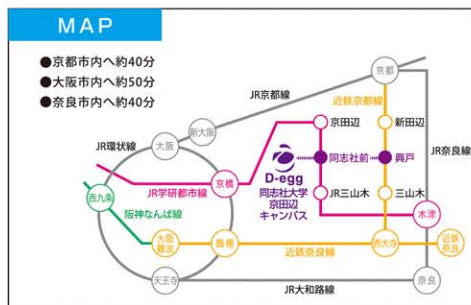 MAP
●京都市内へ約40分
●大阪市内へ約50分
●奈良市内へ約40分
京都
JR京都線
近鉄京都線
新大阪
京田辺
新田辺
JR環状線
大阪
JR奈良線
D-egg
同志社前
興戸
同志社大学
京田辺
キャンパス
京橋
JR学研都市線
JR三山木
三山木
西九条
阪神なんば線
木津
大阪
難波
鶴橋
近鉄奈良線
西大寺
近鉄
奈良
天王寺
JR大和路線
奈良